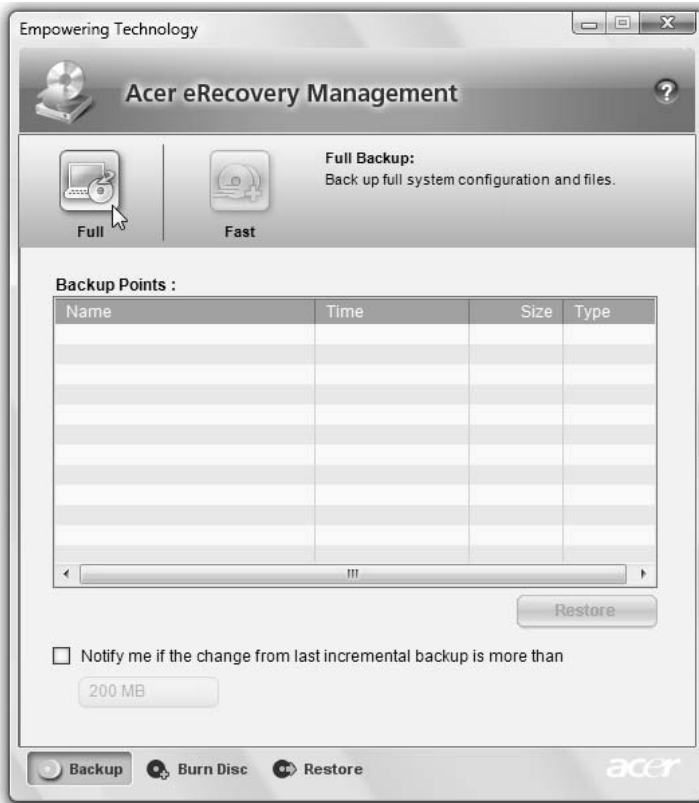 Empowering Technology
Acer eRecovery Management
?
Full
Fast
Full Backup:
Back up full system configuration and files.
Backup Points :
Name Time Size Type
Restore
Notify me if the change from last incremental backup is more than
200 MB
Backup Burn Disc Restore
acer